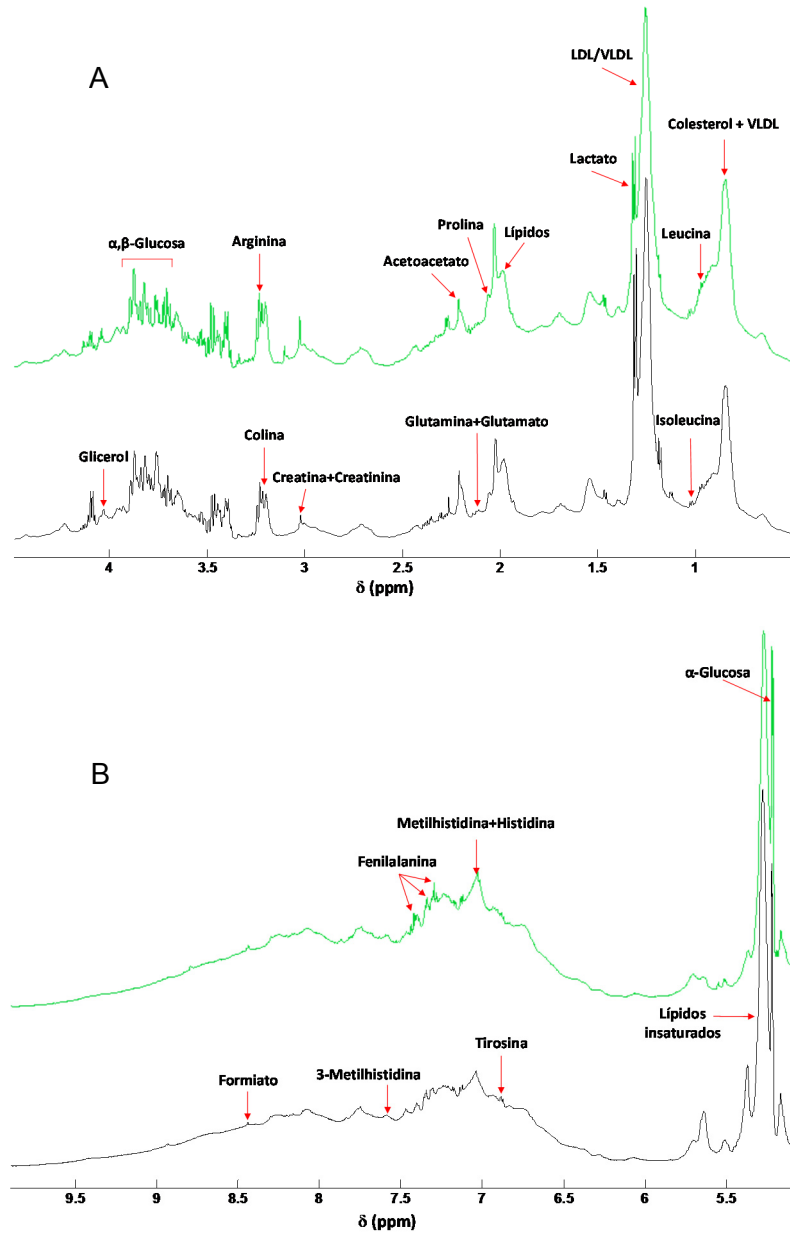 A
LDL/VLDL
Colesterol + VLDL
Lactato
α,β-Glucosa
Arginina
Prolina
Lípidos
Acetoacetato
Leucina
Glicerol
Colina
Creatina+Creatinina
Glutamina+Glutamato
Isoleucina
4 3.5 3 2.5 2 1.5 1
δ (ppm)
α-Glucosa
B
Metilhistidina+Histidina
Fenilalanina
Lípidos
insaturados
Tirosina
Formiato
3-Metilhistidina
9.5 9 8.5 8 7.5 7 6.5 6 5.5
δ (ppm)